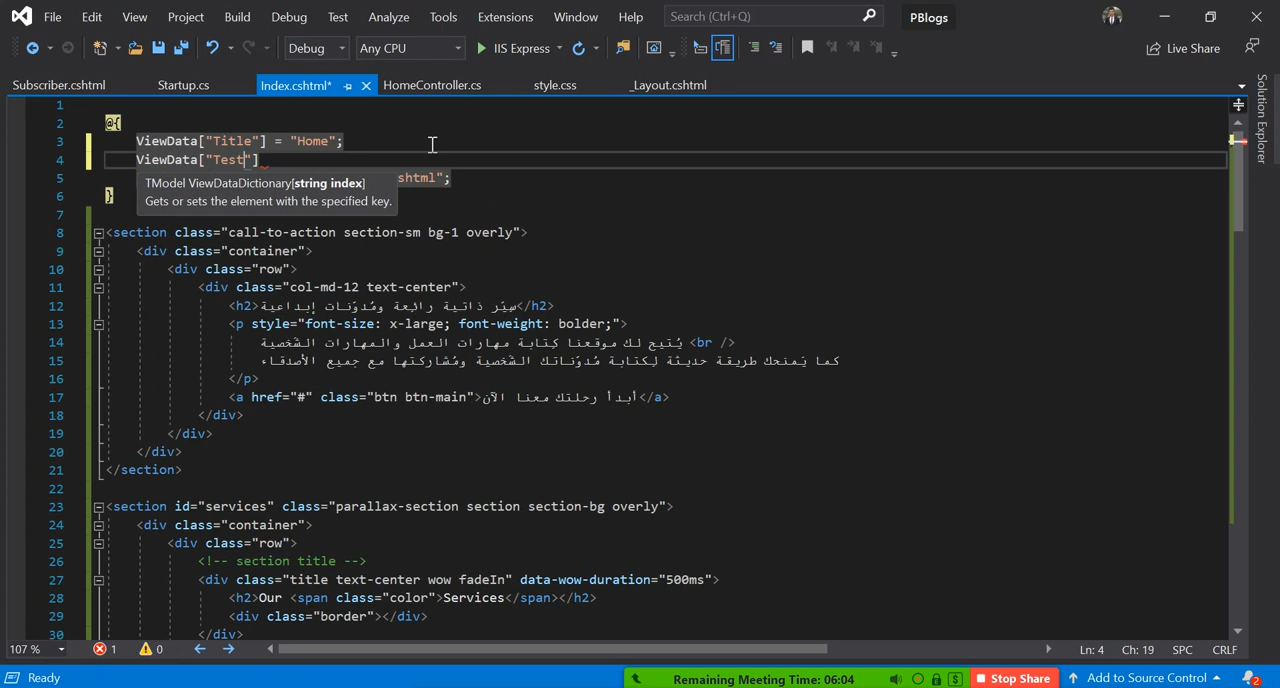 File Edit View Project Build Debug Test Analyze Tools Extensions Window Help Search (Ctrl+Q) PBlogs
Debug Any CPU IIS Express Live Share
Subscriber.cshtml Startup.cs Index.cshtml* HomeController.cs style.css _Layout.cshtml
Solution Explorer
1
2 @{
3 ViewData["Title"] = "Home";
4 ViewData["Test"]
5 shtml";
TModel ViewDataDictionary[string index]
Gets or sets the element with the specified key.
6 }
7
8 <section class="call-to-action section-sm bg-1 overly">
9 <div class="container">
10 <div class="row">
11 <div class="col-md-12 text-center">
12 <h2>سِيَر ذاتية رائعة ومُدوّنات إبداعية</h2>
13 <p style="font-size: x-large; font-weight: bolder;">
14 يُتيح لك موقعنا كِتابة مهارات العمل والمهارات الشّخصية <br />
15 كما يَمنحك طريقة حديثة لِكتابة مُدوّناتك الشّخصية ومُشاركتها مع جميع الأصدقاء
16 </p>
17 <a href="#" class="btn btn-main">أبدأ رحلتك معنا الآن</a>
18 </div>
19 </div>
20 </div>
21 </section>
22
23 <section id="services" class="parallax-section section section-bg overly">
24 <div class="container">
25 <div class="row">
26 <!-- section title -->
27 <div class="title text-center wow fadeIn" data-wow-duration="500ms">
28 <h2>Our <span class="color">Services</span></h2>
29 <div class="border"></div>
30 </div>
107 % 1 0 Ln: 4 Ch: 19 SPC CRLF
Ready Remaining Meeting Time: 06:04 Stop Share Add to Source Control 2